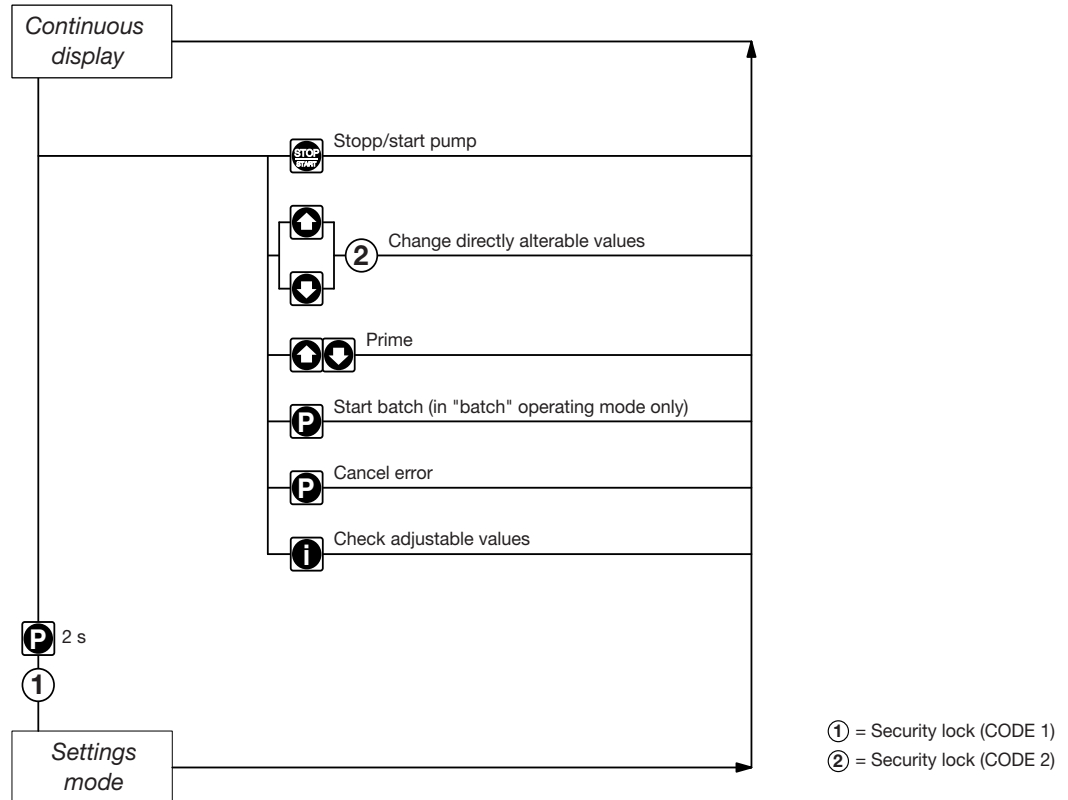 Continuous
display
STOP
START
Stopp/start pump
2
Change directly alterable values
Prime
P
Start batch (in "batch" operating mode only)
P
Cancel error
i
Check adjustable values
P
2 s
1
Settings
mode
1 = Security lock (CODE 1)
2 = Security lock (CODE 2)